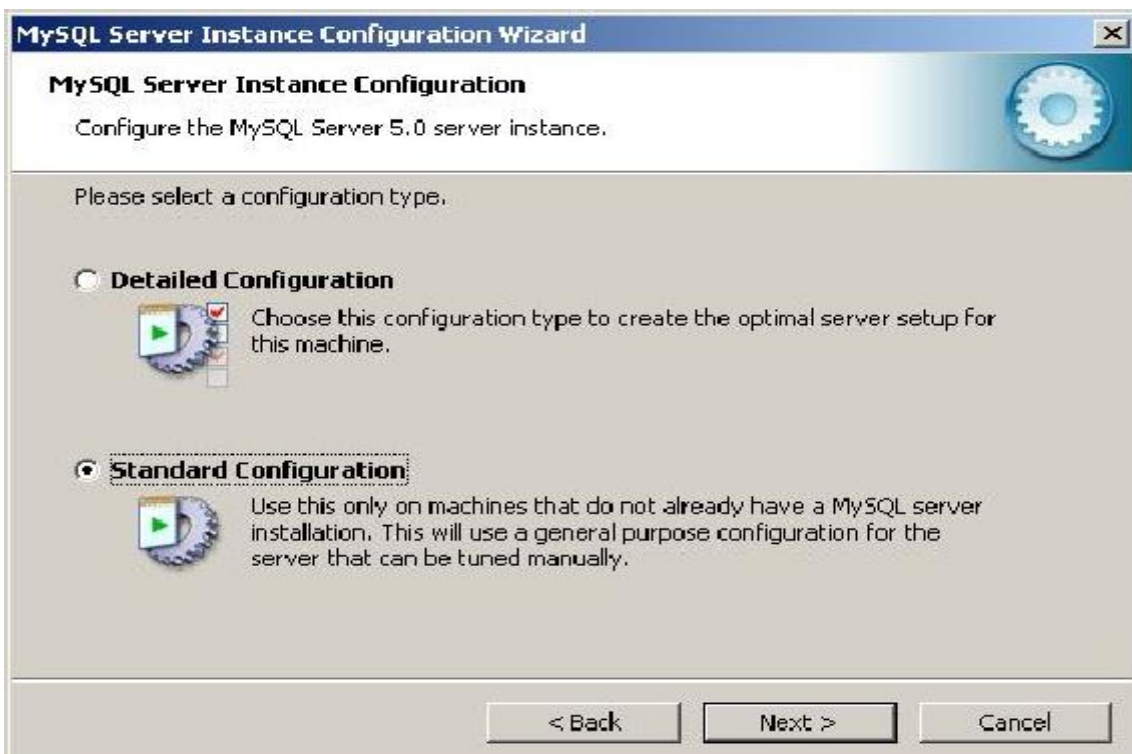 MySQL Server Instance Configuration Wizard
MySQL Server Instance Configuration
Configure the MySQL Server 5.0 server instance.
Please select a configuration type.
Detailed Configuration
Choose this configuration type to create the optimal server setup for
this machine.
Standard Configuration
Use this only on machines that do not already have a MySQL server
installation. This will use a general purpose configuration for the
server that can be tuned manually.
< Back
Next >
Cancel